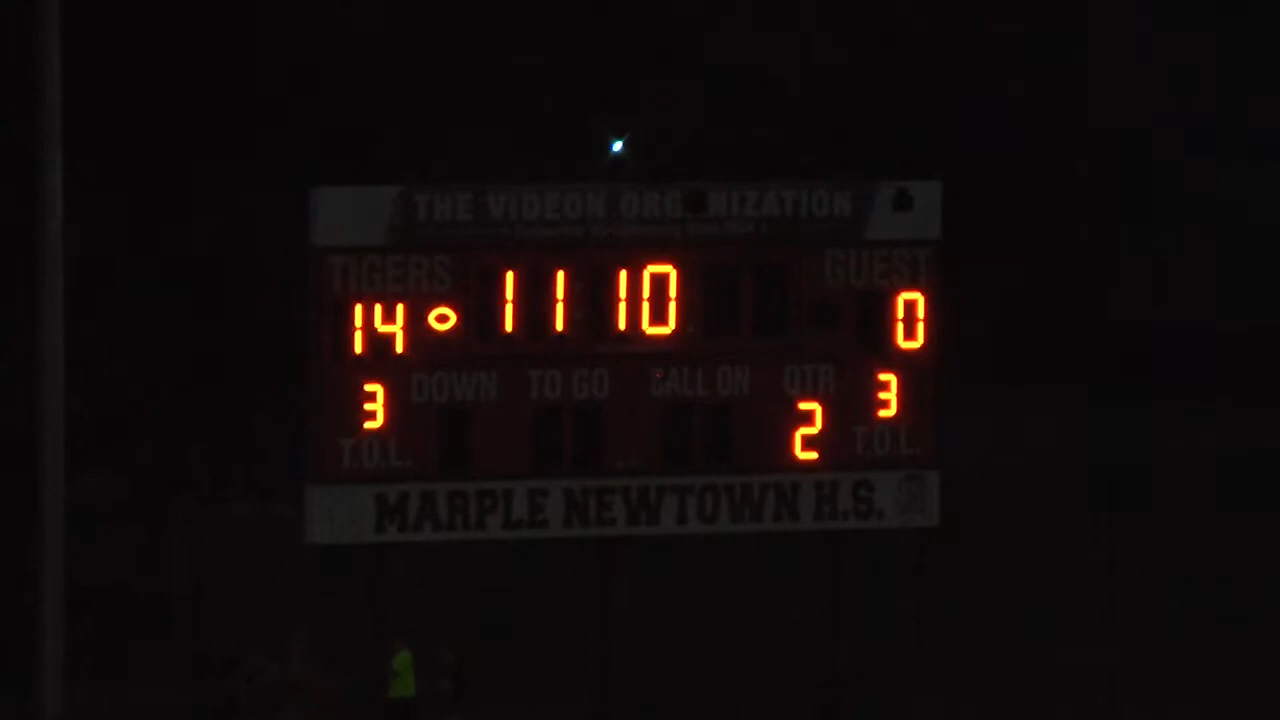 THE VIDEON ORGANIZATION
TIGERS 11 10 GUEST
14 0
3 DOWN TO GO BALL ON QTR 3
T.O.L. 2 T.O.L.
MARPLE NEWTOWN H.S.